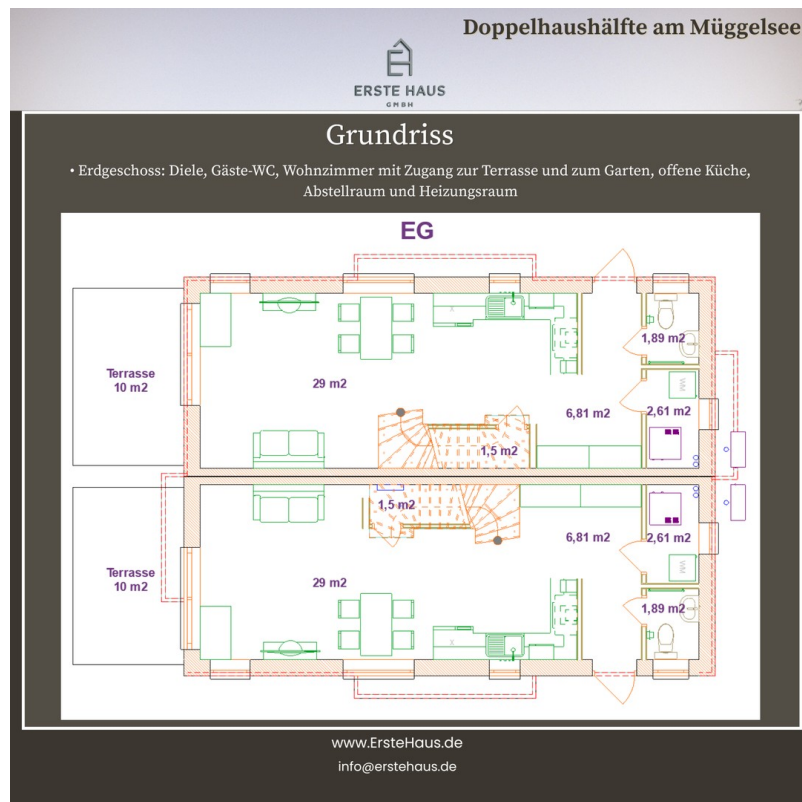 Doppelhaushälfte am Müggelsee
ERSTE HAUS
GMBH
Grundriss
• Erdgeschoss: Diele, Gäste-WC, Wohnzimmer mit Zugang zur Terrasse und zum Garten, offene Küche,
Abstellraum und Heizungsraum
EG
Terrasse
10 m2
29 m2
1,89 m2
WM
6,81 m2
2,61 m2
1,5 m2
X
1,5 m2
6,81 m2
2,61 m2
WM
Terrasse
10 m2
29 m2
1,89 m2
X
www.ErsteHaus.de
info@erstehaus.de